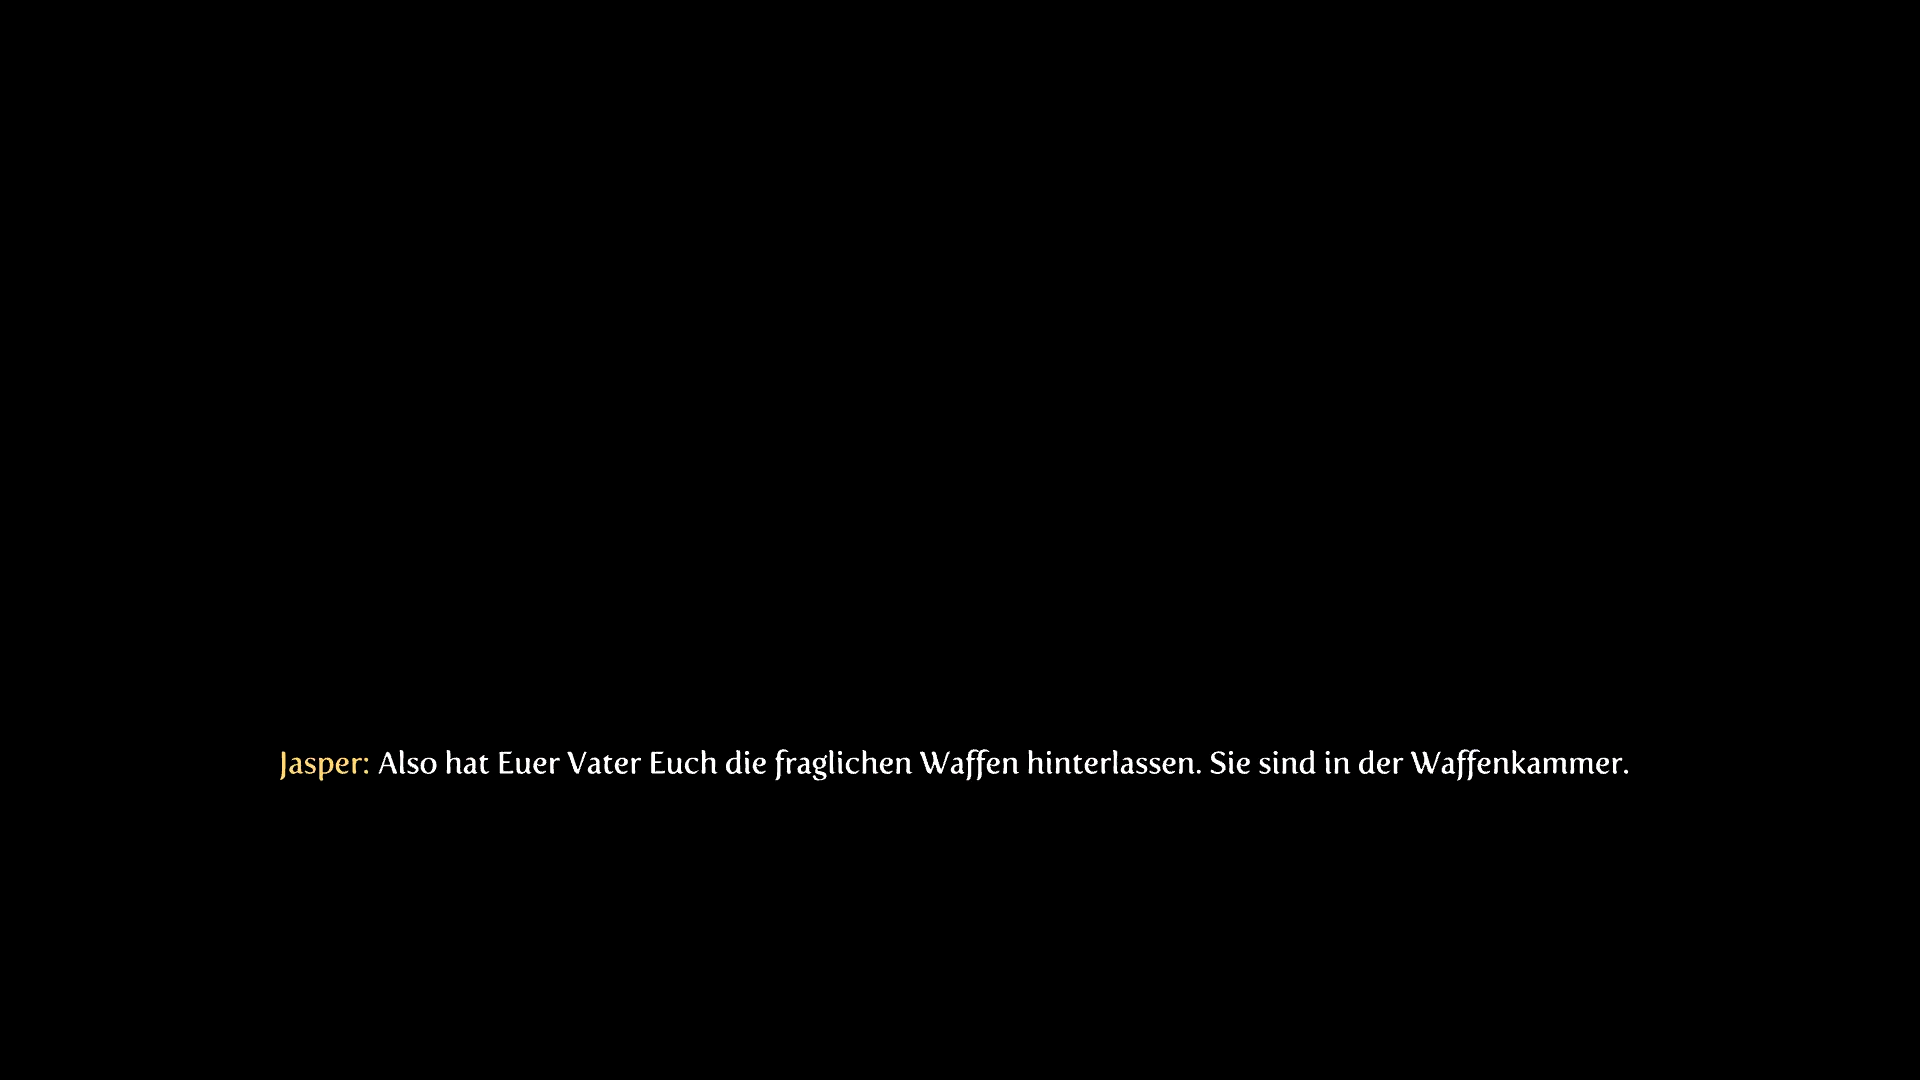 Jasper: Also hat Euer Vater Euch die fraglichen Waffen hinterlassen. Sie sind in der Waffenkammer.